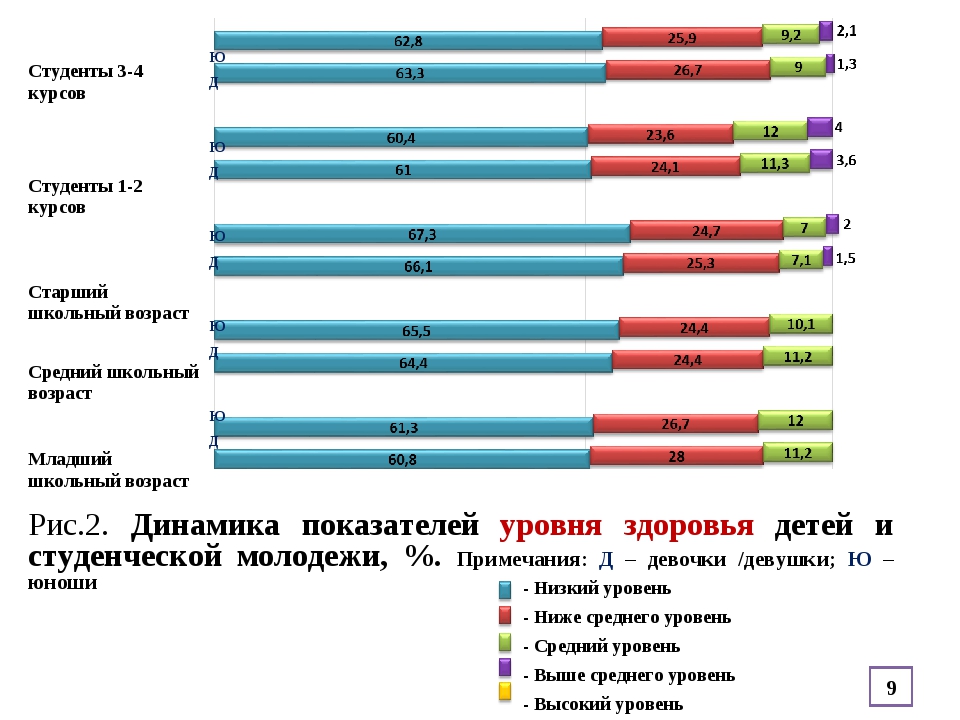 62,8 25,9 9,2 2,1
Ю
Студенты 3-4
курсов
63,3 26,7 9 1,3
Д
60,4 23,6 12 4
Ю
61 24,1 11,3 3,6
Д
Студенты 1-2
курсов
67,3 24,7 7 2
Ю
66,1 25,3 7,1 1,5
Д
Старший
школьный возраст
65,5 24,4 10,1
Ю
64,4 24,4 11,2
Д
Средний школьный
возраст
61,3 26,7 12
Ю
60,8 28 11,2
Д
Младший
школьный возраст
Рис.2. Динамика показателей уровня здоровья детей и
студенческой молодежи, %. Примечания: Д – девочки /девушки; Ю –
юноши
- Низкий уровень
- Ниже среднего уровень
- Средний уровень
- Выше среднего уровень
- Высокий уровень
9